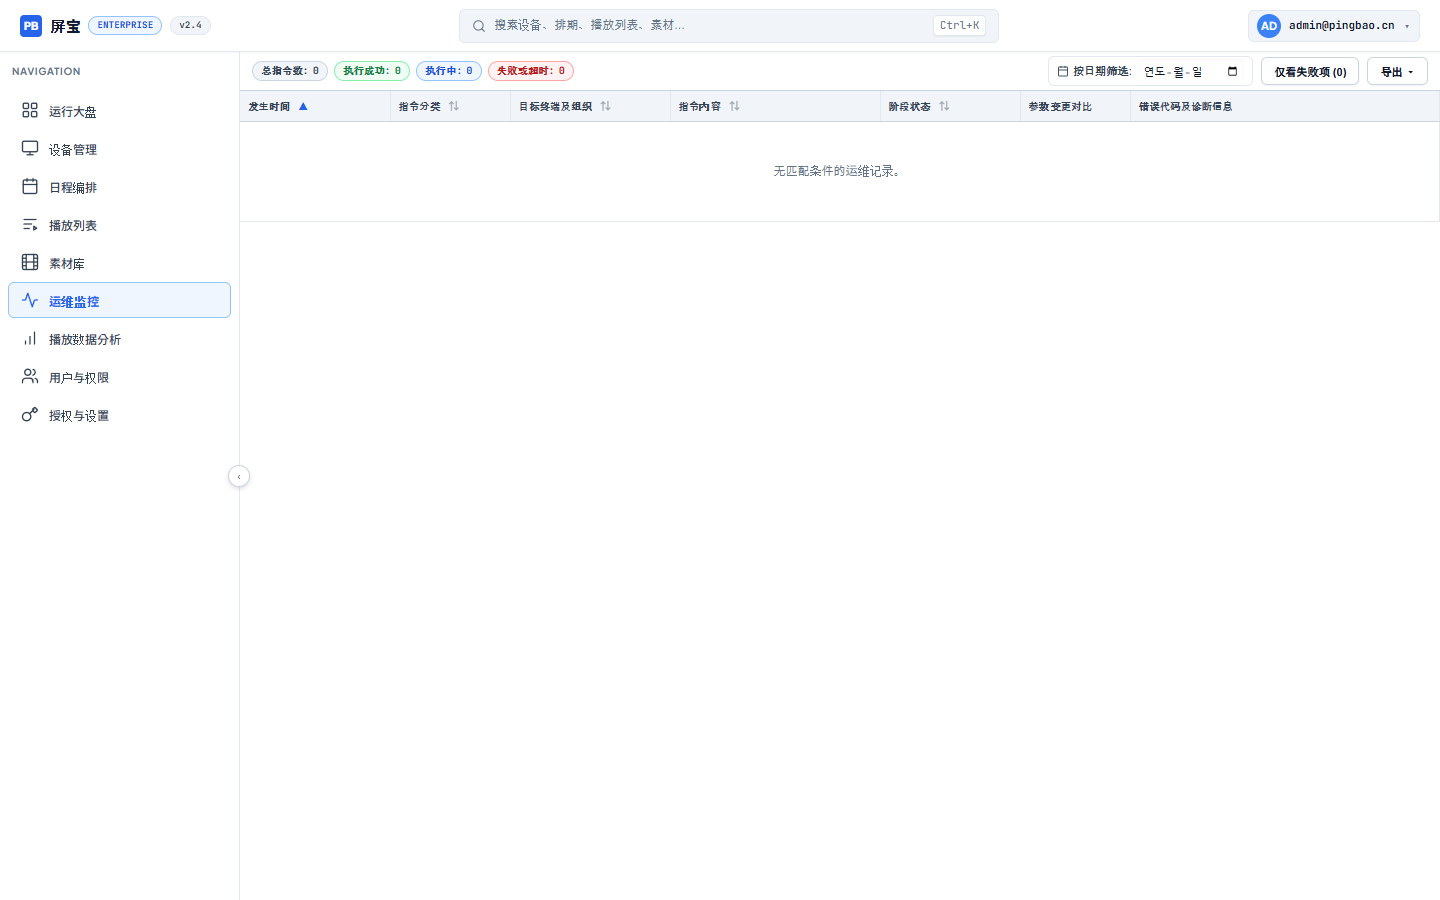 PB 屏宝 ENTERPRISE v2.4
搜索设备、排期、播放列表、素材... Ctrl+K
AD admin@pingbao.cn
NAVIGATION
运行大盘
设备管理
日程编排
播放列表
素材库
运维监控
播放数据分析
用户与权限
授权与设置
总指令数: 0 执行成功: 0 执行中: 0 失败或超时: 0
按日期筛选: 연도-월-일 仅看失败项 (0) 导出
发生时间 指令分类 目标终端及组织 指令内容 阶段状态 参数变更对比 错误代码及诊断信息
无匹配条件的运维记录。